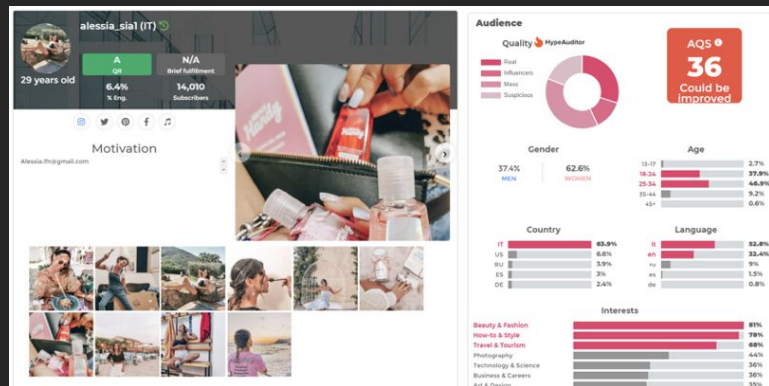 alessia_sia1 (IT)
29 years old
A
QR
N/A
Brief fulfillment
6.4%
% Eng.
14,010
Subscribers
Motivation
Alessia.lfn@gmail.com
Handy
Audience
Quality HypeAuditor
Real
Influencers
Mass
Suspicious
AQS
36
Could be
improved
Gender
37.4%
MEN
62.6%
WOMEN
Age
13-17 2.7%
18-24 37.9%
25-34 46.9%
35-44 9.2%
45+ 0.6%
Country
IT 63.9%
US 6.6%
RU 3.9%
ES 3%
DE 2.4%
Language
it 52.8%
en 32.4%
ru 9%
es 1.5%
de 0.8%
Interests
Beauty & Fashion 81%
How-to & Style 78%
Travel & Tourism 68%
Photography 44%
Technology & Science 36%
Business & Careers 36%
Art & Design 35%